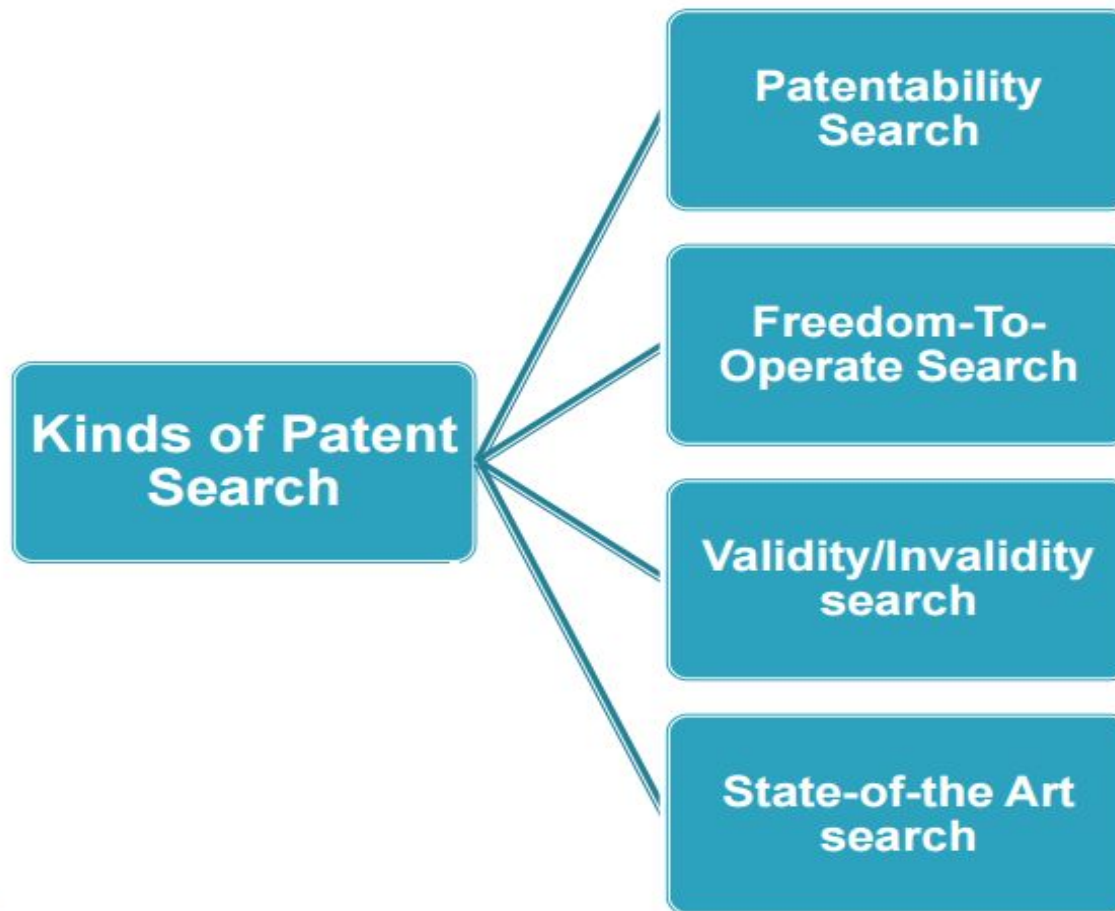 Patentability
Search
Freedom-To-
Operate Search
Kinds of Patent
Search
Validity/Invalidity
search
State-of-the Art
search